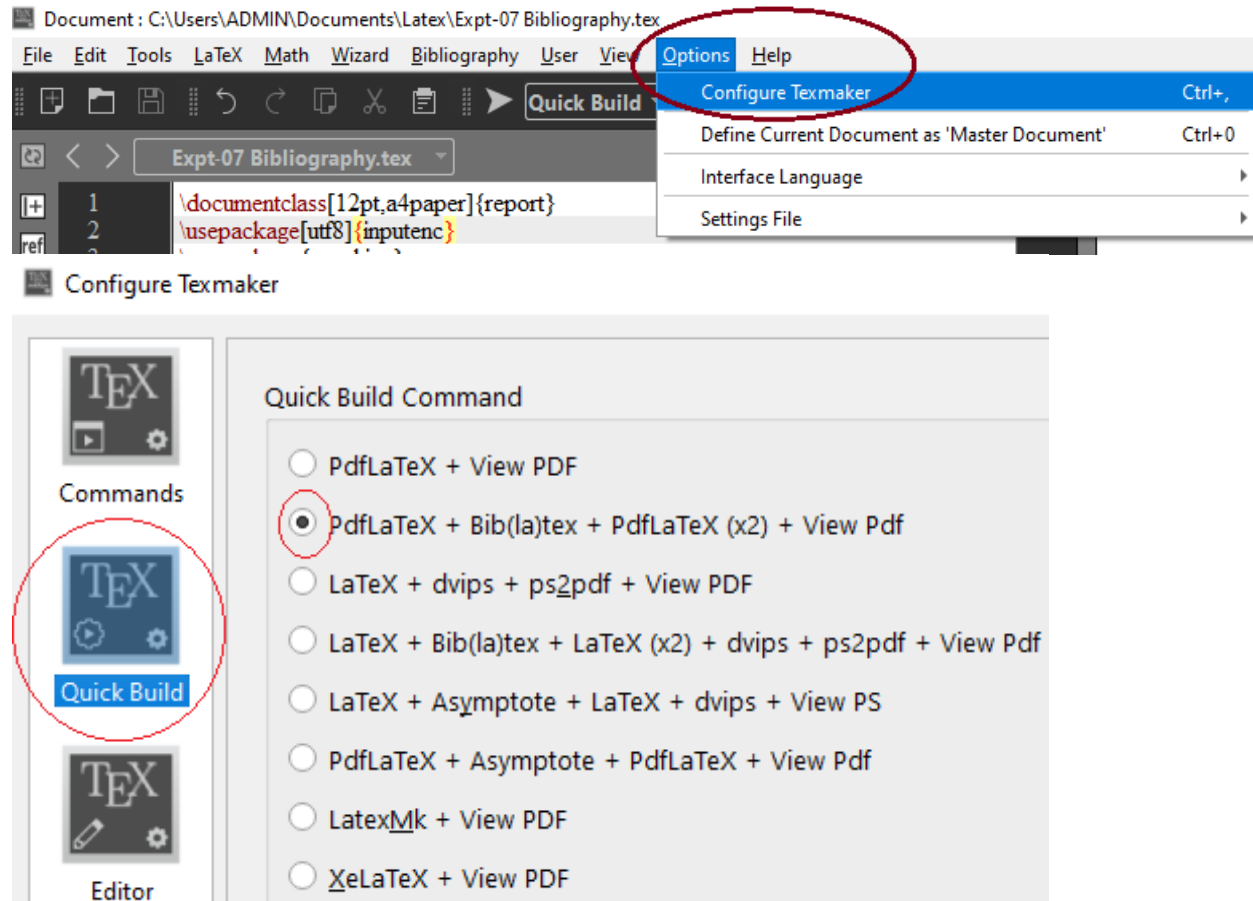 Document : C:\Users\ADMIN\Documents\Latex\Expt-07 Bibliography.tex
File Edit Tools LaTeX Math Wizard Bibliography User View Options Help
Quick Build
Configure Texmaker Ctrl+,
Define Current Document as 'Master Document' Ctrl+0
Interface Language
Settings File
Expt-07 Bibliography.tex
1 \documentclass[12pt,a4paper]{report}
ref 2 \usepackage[utf8]{inputenc}
Configure Texmaker
TEX
Commands
TEX
Quick Build
TEX
Editor
Quick Build Command
PdfLaTeX + View PDF
PdfLaTeX + Bib(la)tex + PdfLaTeX (x2) + View Pdf
LaTeX + dvips + ps2pdf + View PDF
LaTeX + Bib(la)tex + LaTeX (x2) + dvips + ps2pdf + View Pdf
LaTeX + Asymptote + LaTeX + dvips + View PS
PdfLaTeX + Asymptote + PdfLaTeX + View Pdf
LatexMk + View PDF
XeLaTeX + View PDF